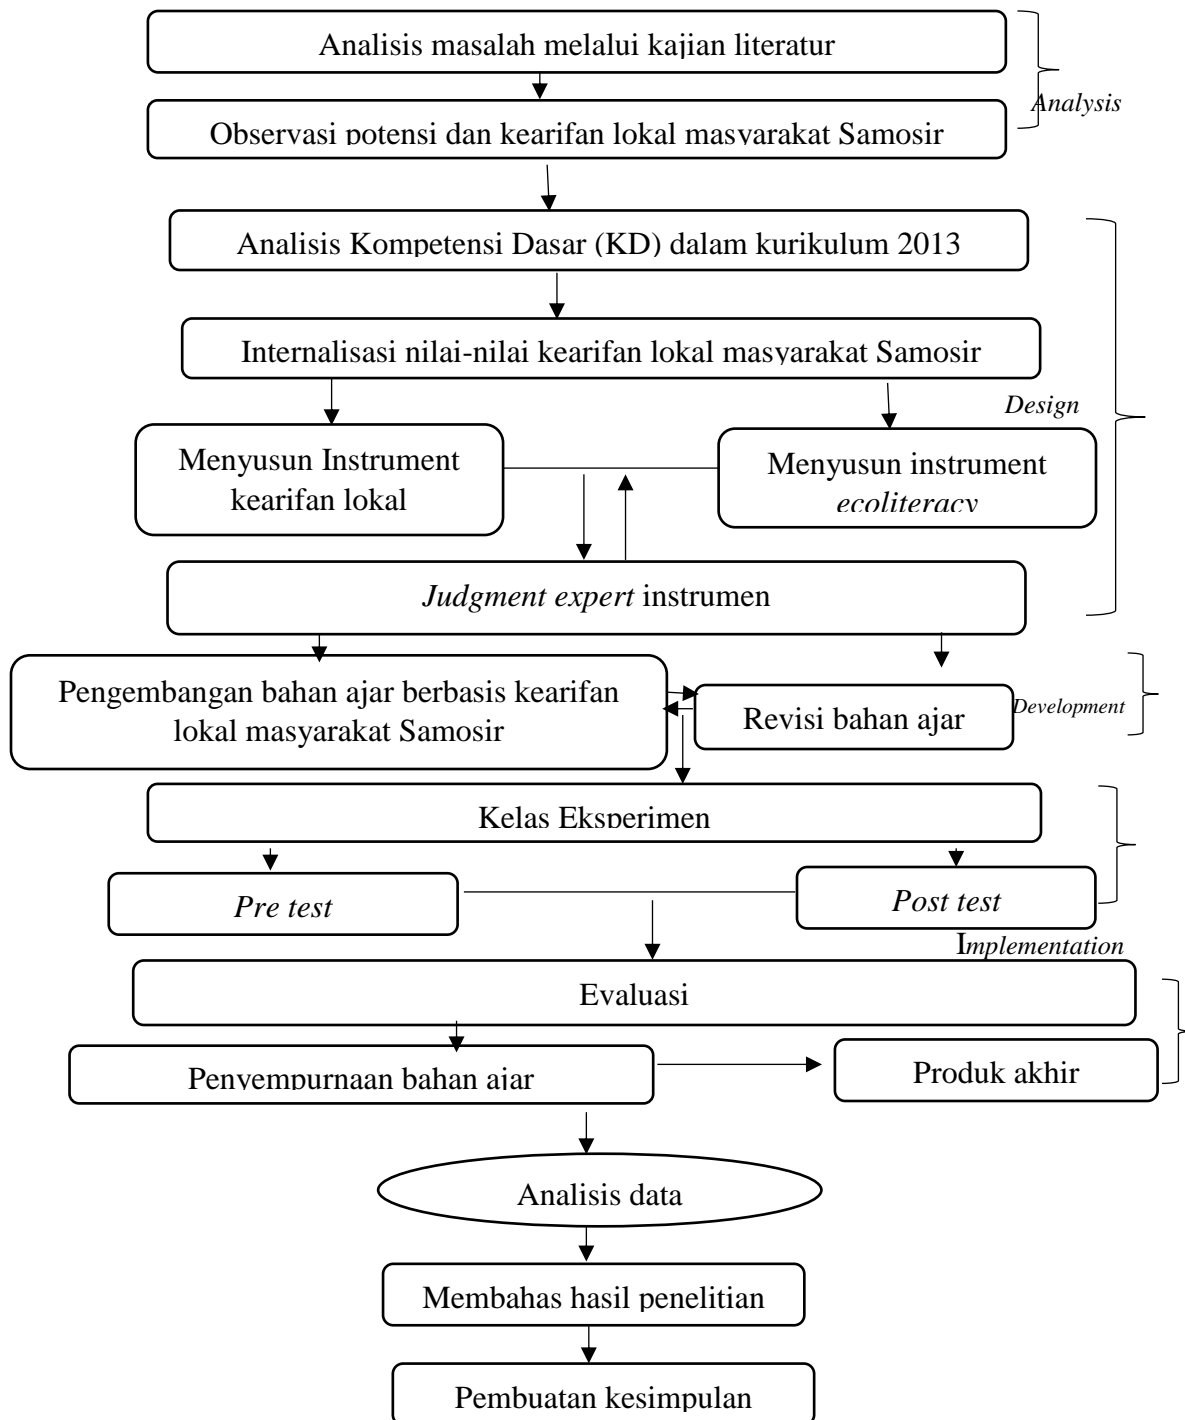 Analisis masalah melalui kajian literatur
Analysis
Observasi potensi dan kearifan lokal masyarakat Samosir
Analisis Kompetensi Dasar (KD) dalam kurikulum 2013
Internalisasi nilai-nilai kearifan lokal masyarakat Samosir
Design
Menyusun Instrument
kearifan lokal
Menyusun instrument
ecoliteracy
Judgment expert instrumen
Pengembangan bahan ajar berbasis kearifan
lokal masyarakat Samosir
Revisi bahan ajar
Development
Kelas Eksperimen
Pre test
Post test
Implementation
Evaluasi
Penyempurnaan bahan ajar
Produk akhir
Analisis data
Membahas hasil penelitian
Pembuatan kesimpulan